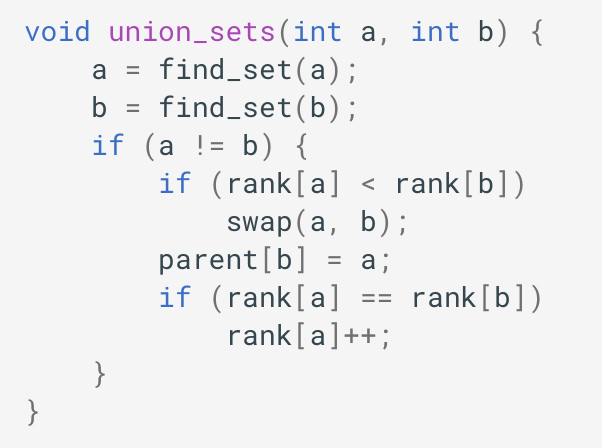 void union_sets(int a, int b) {
    a = find_set(a);
    b = find_set(b);
    if (a != b) {
        if (rank[a] < rank[b])
            swap(a, b);
        parent[b] = a;
        if (rank[a] == rank[b])
            rank[a]++;
    }
}